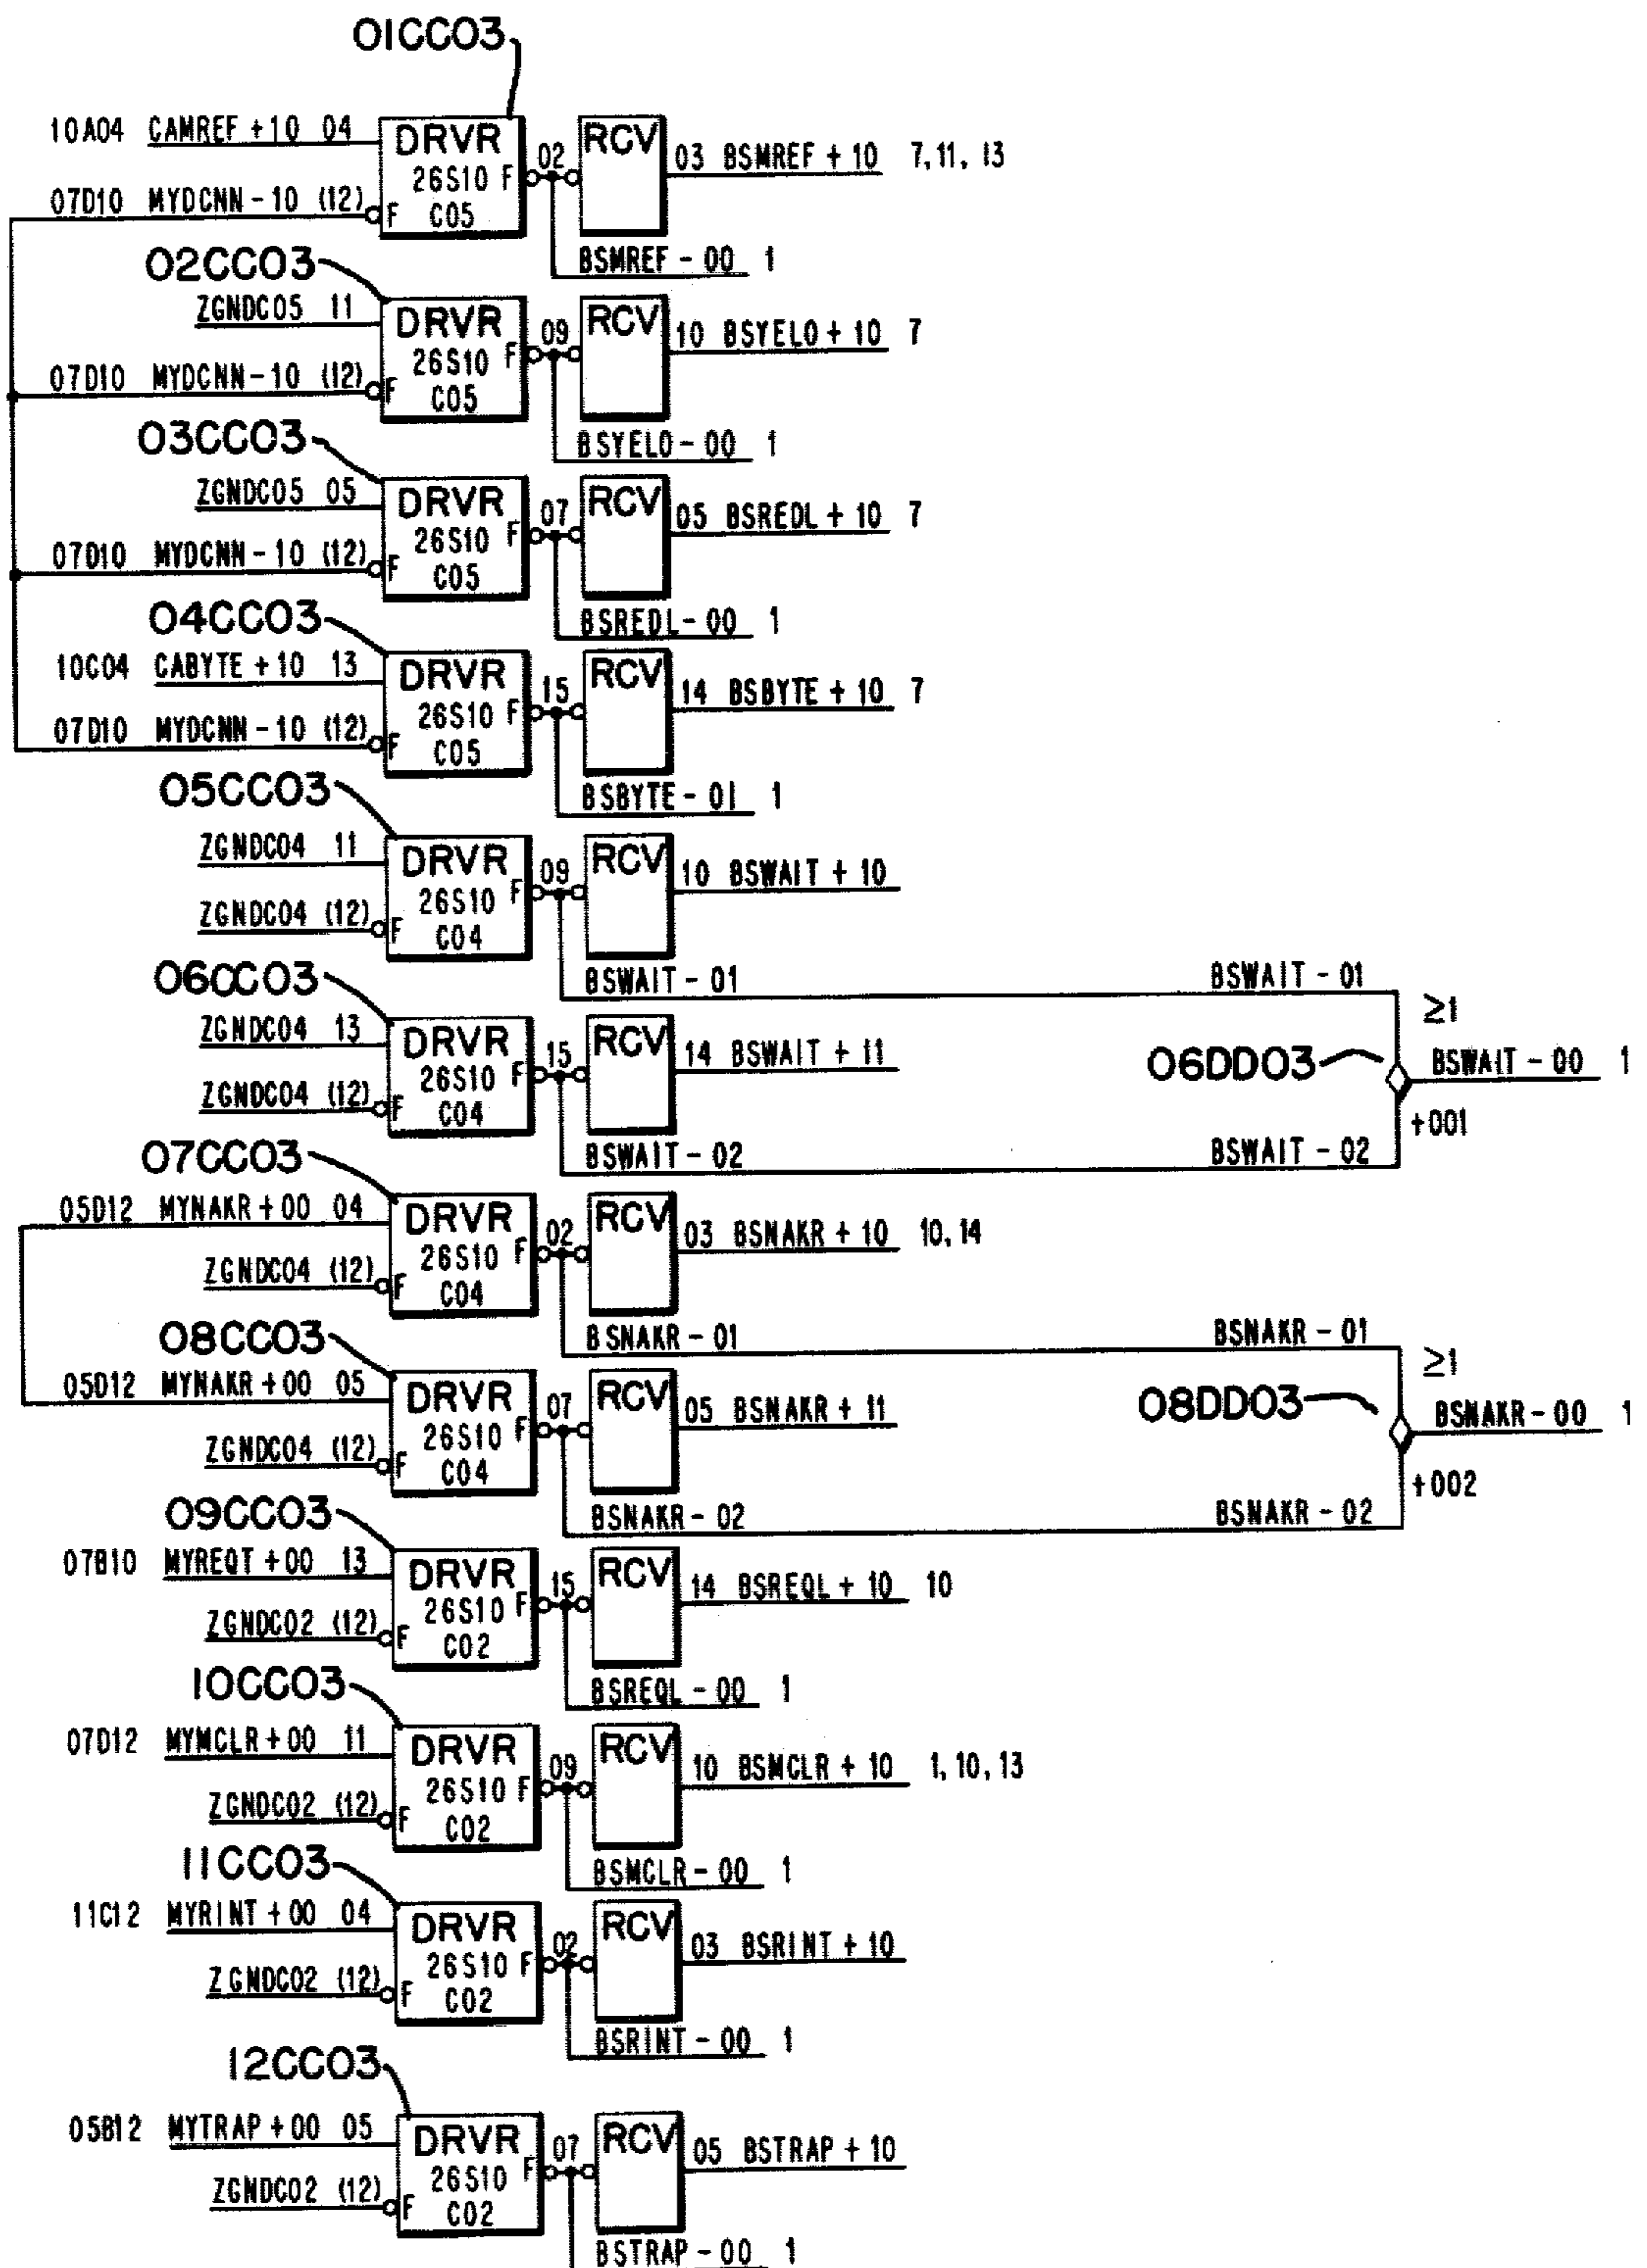 01CC03
10A04 CAMREF +10 04 DRVR 02 RCV 03 BSMREF + 10 7, 11, 13
26S10 F
07D10 MYDCNN - 10 (12) F C05
BSMREF - 00 1
02CC03
ZGNDC05 11 DRVR 09 RCV 10 BSYELO + 10 7
26S10 F
07D10 MYDCNN - 10 (12) F C05
BSYELO - 00 1
03CC03
ZGNDC05 05 DRVR 07 RCV 05 BSREDL + 10 7
26S10 F
07D10 MYDCNN - 10 (12) F C05
BSREDL - 00 1
04CC03
10C04 CABYTE + 10 13 DRVR 15 RCV 14 BSBYTE + 10 7
26S10 F
07D10 MYDCNN - 10 (12) F C05
BSBYTE - 01 1
05CC03
ZGNDC04 11 DRVR 09 RCV 10 BSWAIT + 10
26S10 F
ZGNDC04 (12) F C04
BSWAIT - 01 BSWAIT - 01
06CC03
≥1
ZGNDC04 13 DRVR 15 RCV 14 BSWAIT + 11 06DD03 BSWAIT - 00 1
26S10 F
ZGNDC04 (12) F C04
+001
BSWAIT - 02 BSWAIT - 02
07CC03
05D12 MYNAKR + 00 04 DRVR 02 RCV 03 BSNAKR + 10 10, 14
26S10 F
ZGNDC04 (12) F C04
BSNAKR - 01 BSNAKR - 01
08CC03
≥1
05D12 MYNAKR + 00 05 DRVR 07 RCV 05 BSNAKR + 11 08DD03 BSNAKR - 00 1
26S10 F
ZGNDC04 (12) F C04
+002
BSNAKR - 02 BSNAKR - 02
09CC03
07B10 MYREQT + 00 13 DRVR 15 RCV 14 BSREQL + 10 10
26S10 F
ZGNDC02 (12) F C02
BSREQL - 00 1
10CC03
07D12 MYMCLR + 00 11 DRVR 09 RCV 10 BSMCLR + 10 1, 10, 13
26S10 F
ZGNDC02 (12) F C02
BSMCLR - 00 1
11CC03
11C12 MYRINT + 00 04 DRVR 02 RCV 03 BSRINT + 10
26S10 F
ZGNDC02 (12) F C02
BSRINT - 00 1
12CC03
05B12 MYTRAP + 00 05 DRVR 07 RCV 05 BSTRAP + 10
26S10 F
ZGNDC02 (12) F C02
BSTRAP - 00 1